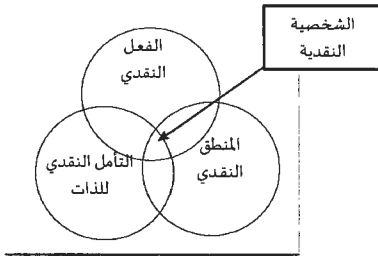 الشخصية
النقدية
الفعل
النقدي
المنطق
النقدي
التأمل النقدي
للذات